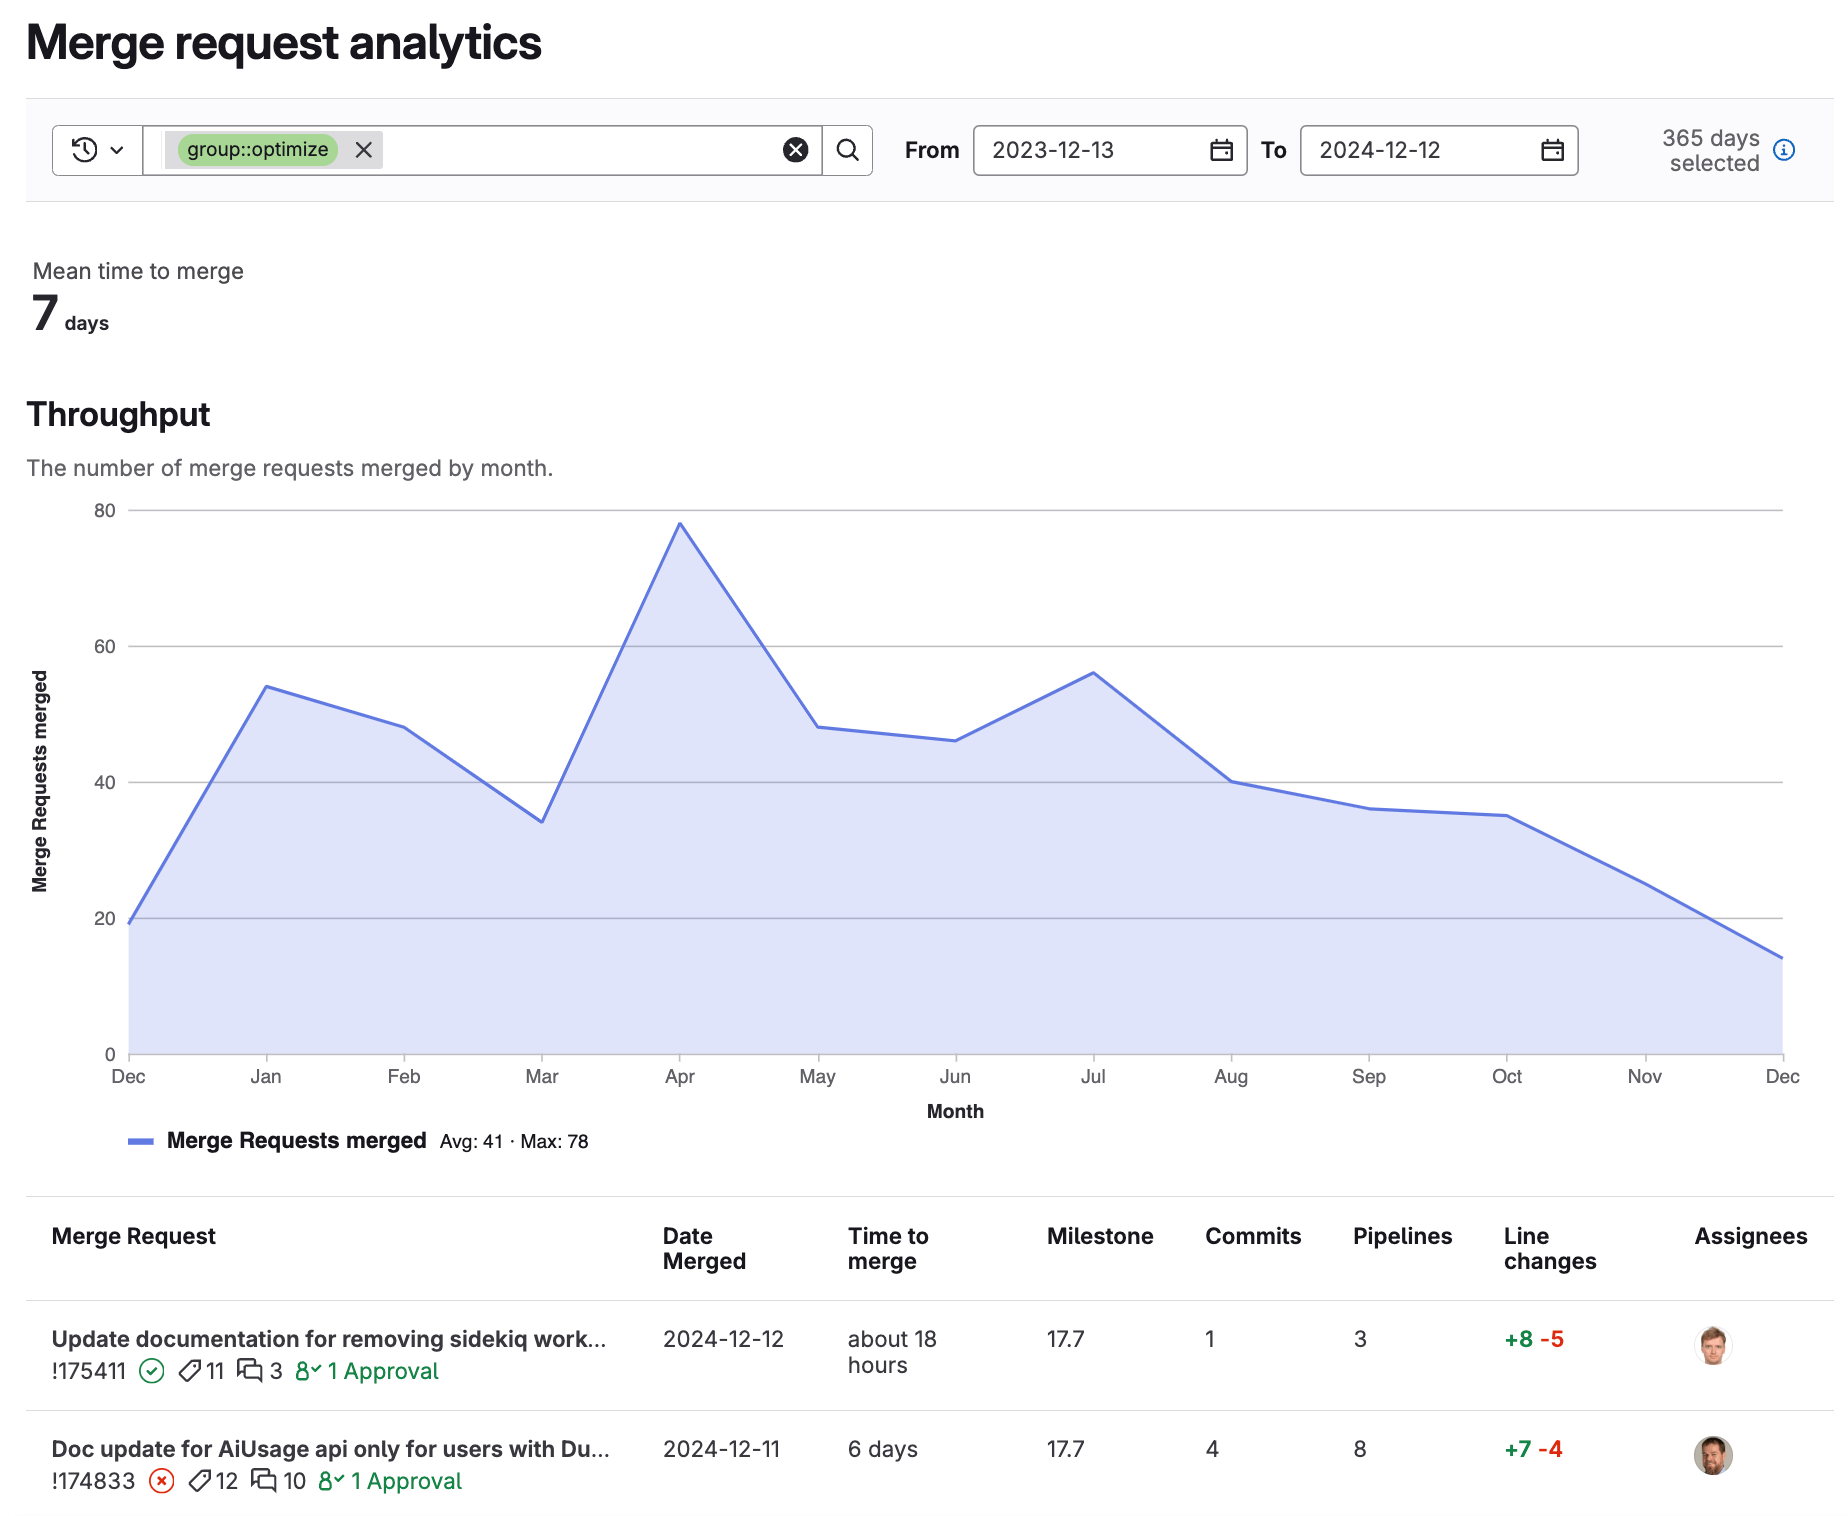 Merge request analytics
group::optimize
From 2023-12-13 To 2024-12-12
365 days
selected
Mean time to merge
7 days
Throughput
The number of merge requests merged by month.
80
60
40
20
0
Merge Requests merged
Dec Jan Feb Mar Apr May Jun Jul Aug Sep Oct Nov Dec
Month
Merge Requests merged Avg: 41 · Max: 78
Merge Request Date Merged Time to merge Milestone Commits Pipelines Line changes Assignees
Update documentation for removing sidekiq work... 2024-12-12 about 18 hours 17.7 1 3 +8 -5
!175411 11 3 1 Approval
Doc update for AiUsage api only for users with Du... 2024-12-11 6 days 17.7 4 8 +7 -4
!174833 12 10 1 Approval